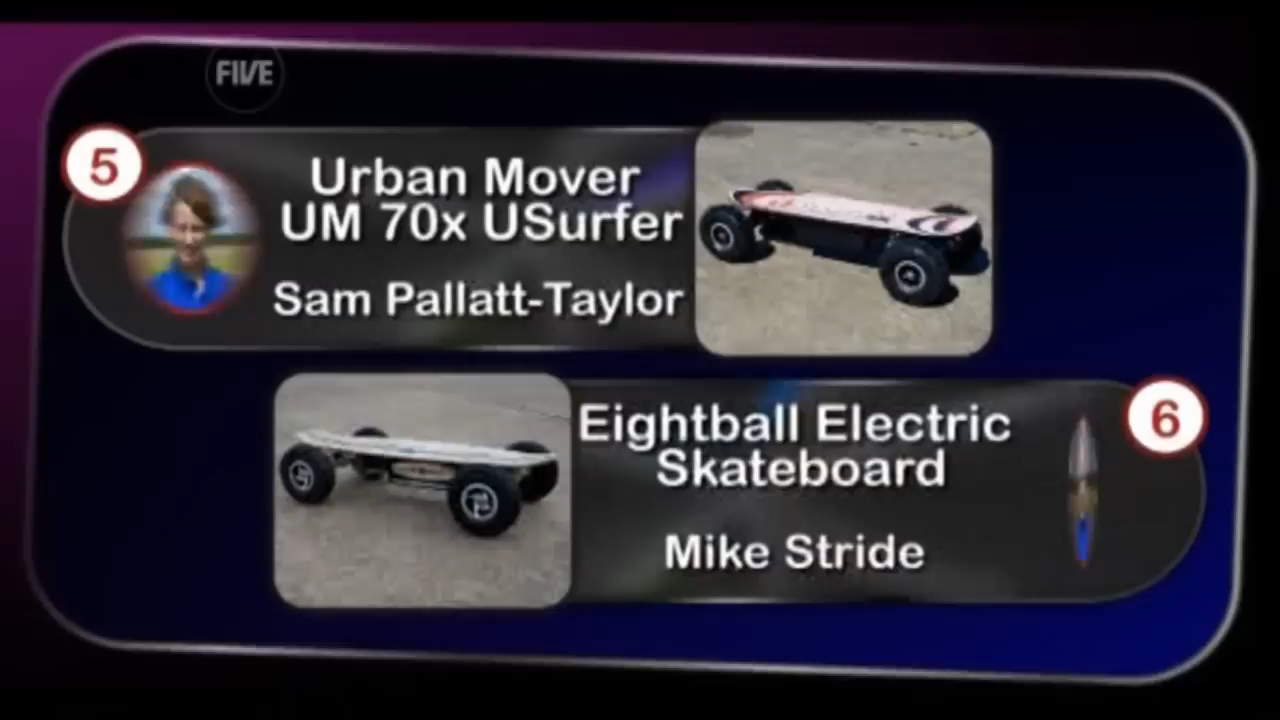 FIVE
5
Urban Mover
UM 70x USurfer
Sam Pallatt-Taylor
Eightball Electric
Skateboard
6
Mike Stride